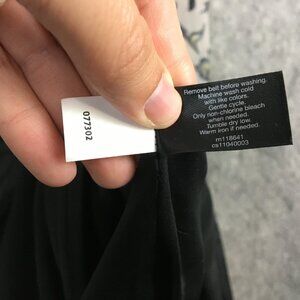 077302
Remove belt before washing.
Machine wash cold
with like colors.
Gentle cycle.
Only non-chlorine bleach
when needed.
Tumble dry low.
Warm iron if needed.
m118641
cs11040003